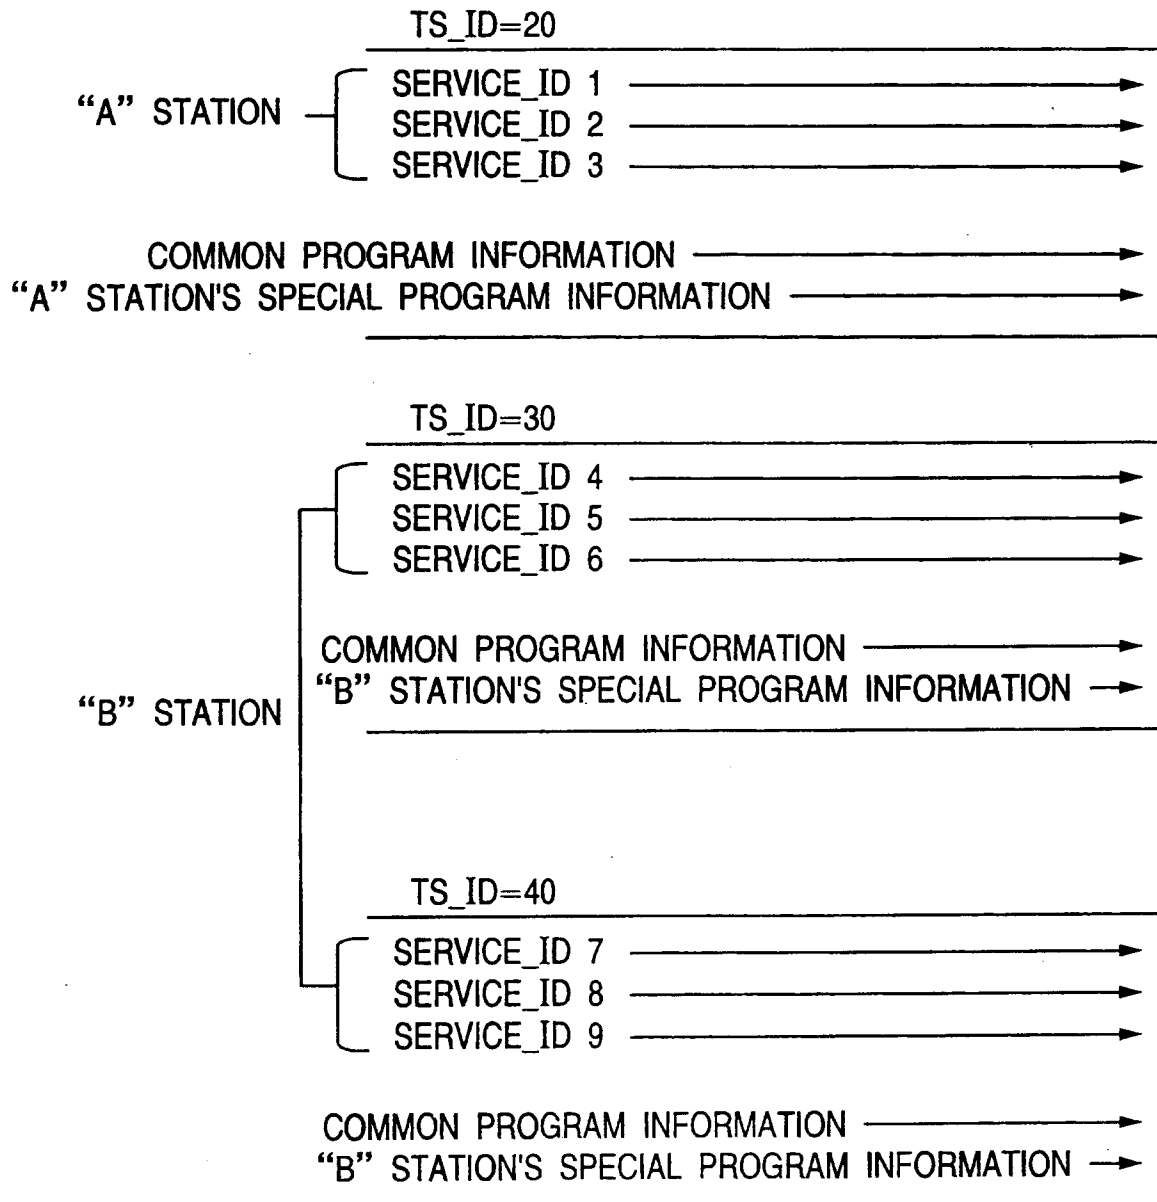 TS_ID=20
SERVICE_ID 1
"A" STATION
SERVICE_ID 2
SERVICE_ID 3
COMMON PROGRAM INFORMATION
"A" STATION'S SPECIAL PROGRAM INFORMATION
TS_ID=30
SERVICE_ID 4
SERVICE_ID 5
SERVICE_ID 6
COMMON PROGRAM INFORMATION
"B" STATION'S SPECIAL PROGRAM INFORMATION
"B" STATION
TS_ID=40
SERVICE_ID 7
SERVICE_ID 8
SERVICE_ID 9
COMMON PROGRAM INFORMATION
"B" STATION'S SPECIAL PROGRAM INFORMATION